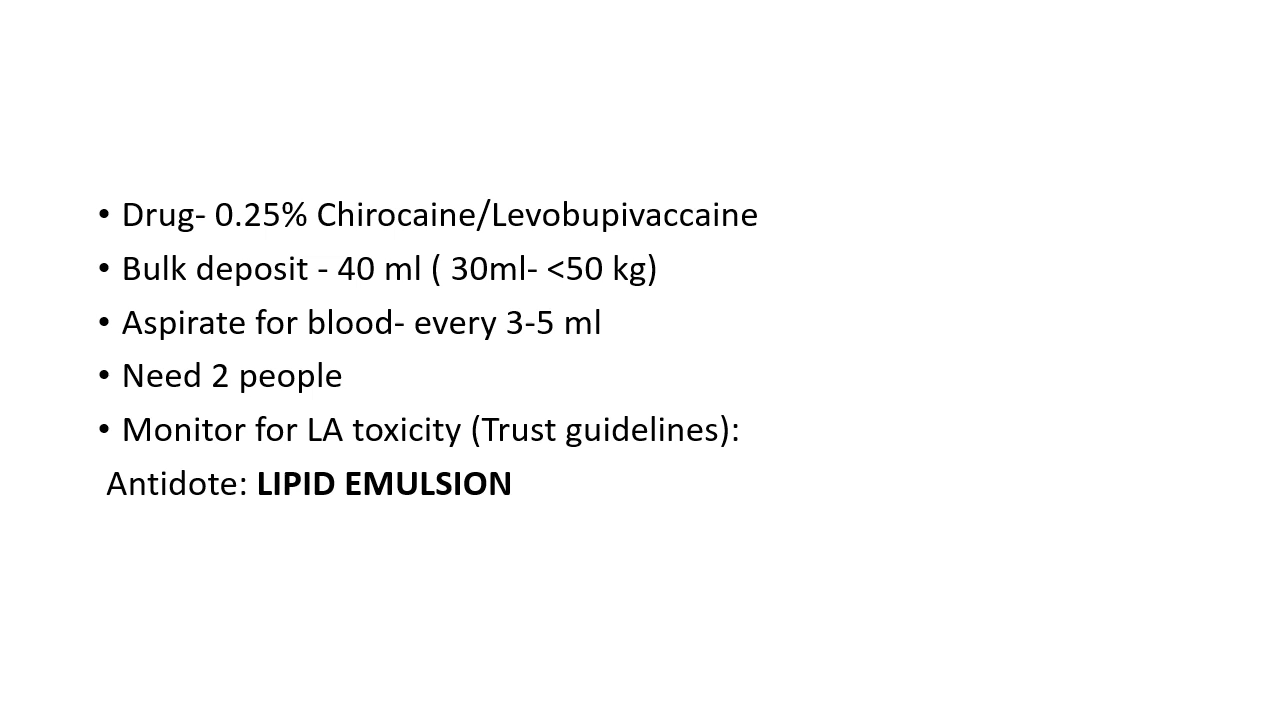 • Drug- 0.25% Chirocaine/Levobupivaccaine
• Bulk deposit - 40 ml ( 30ml- <50 kg)
• Aspirate for blood- every 3-5 ml
• Need 2 people
• Monitor for LA toxicity (Trust guidelines):
Antidote: LIPID EMULSION